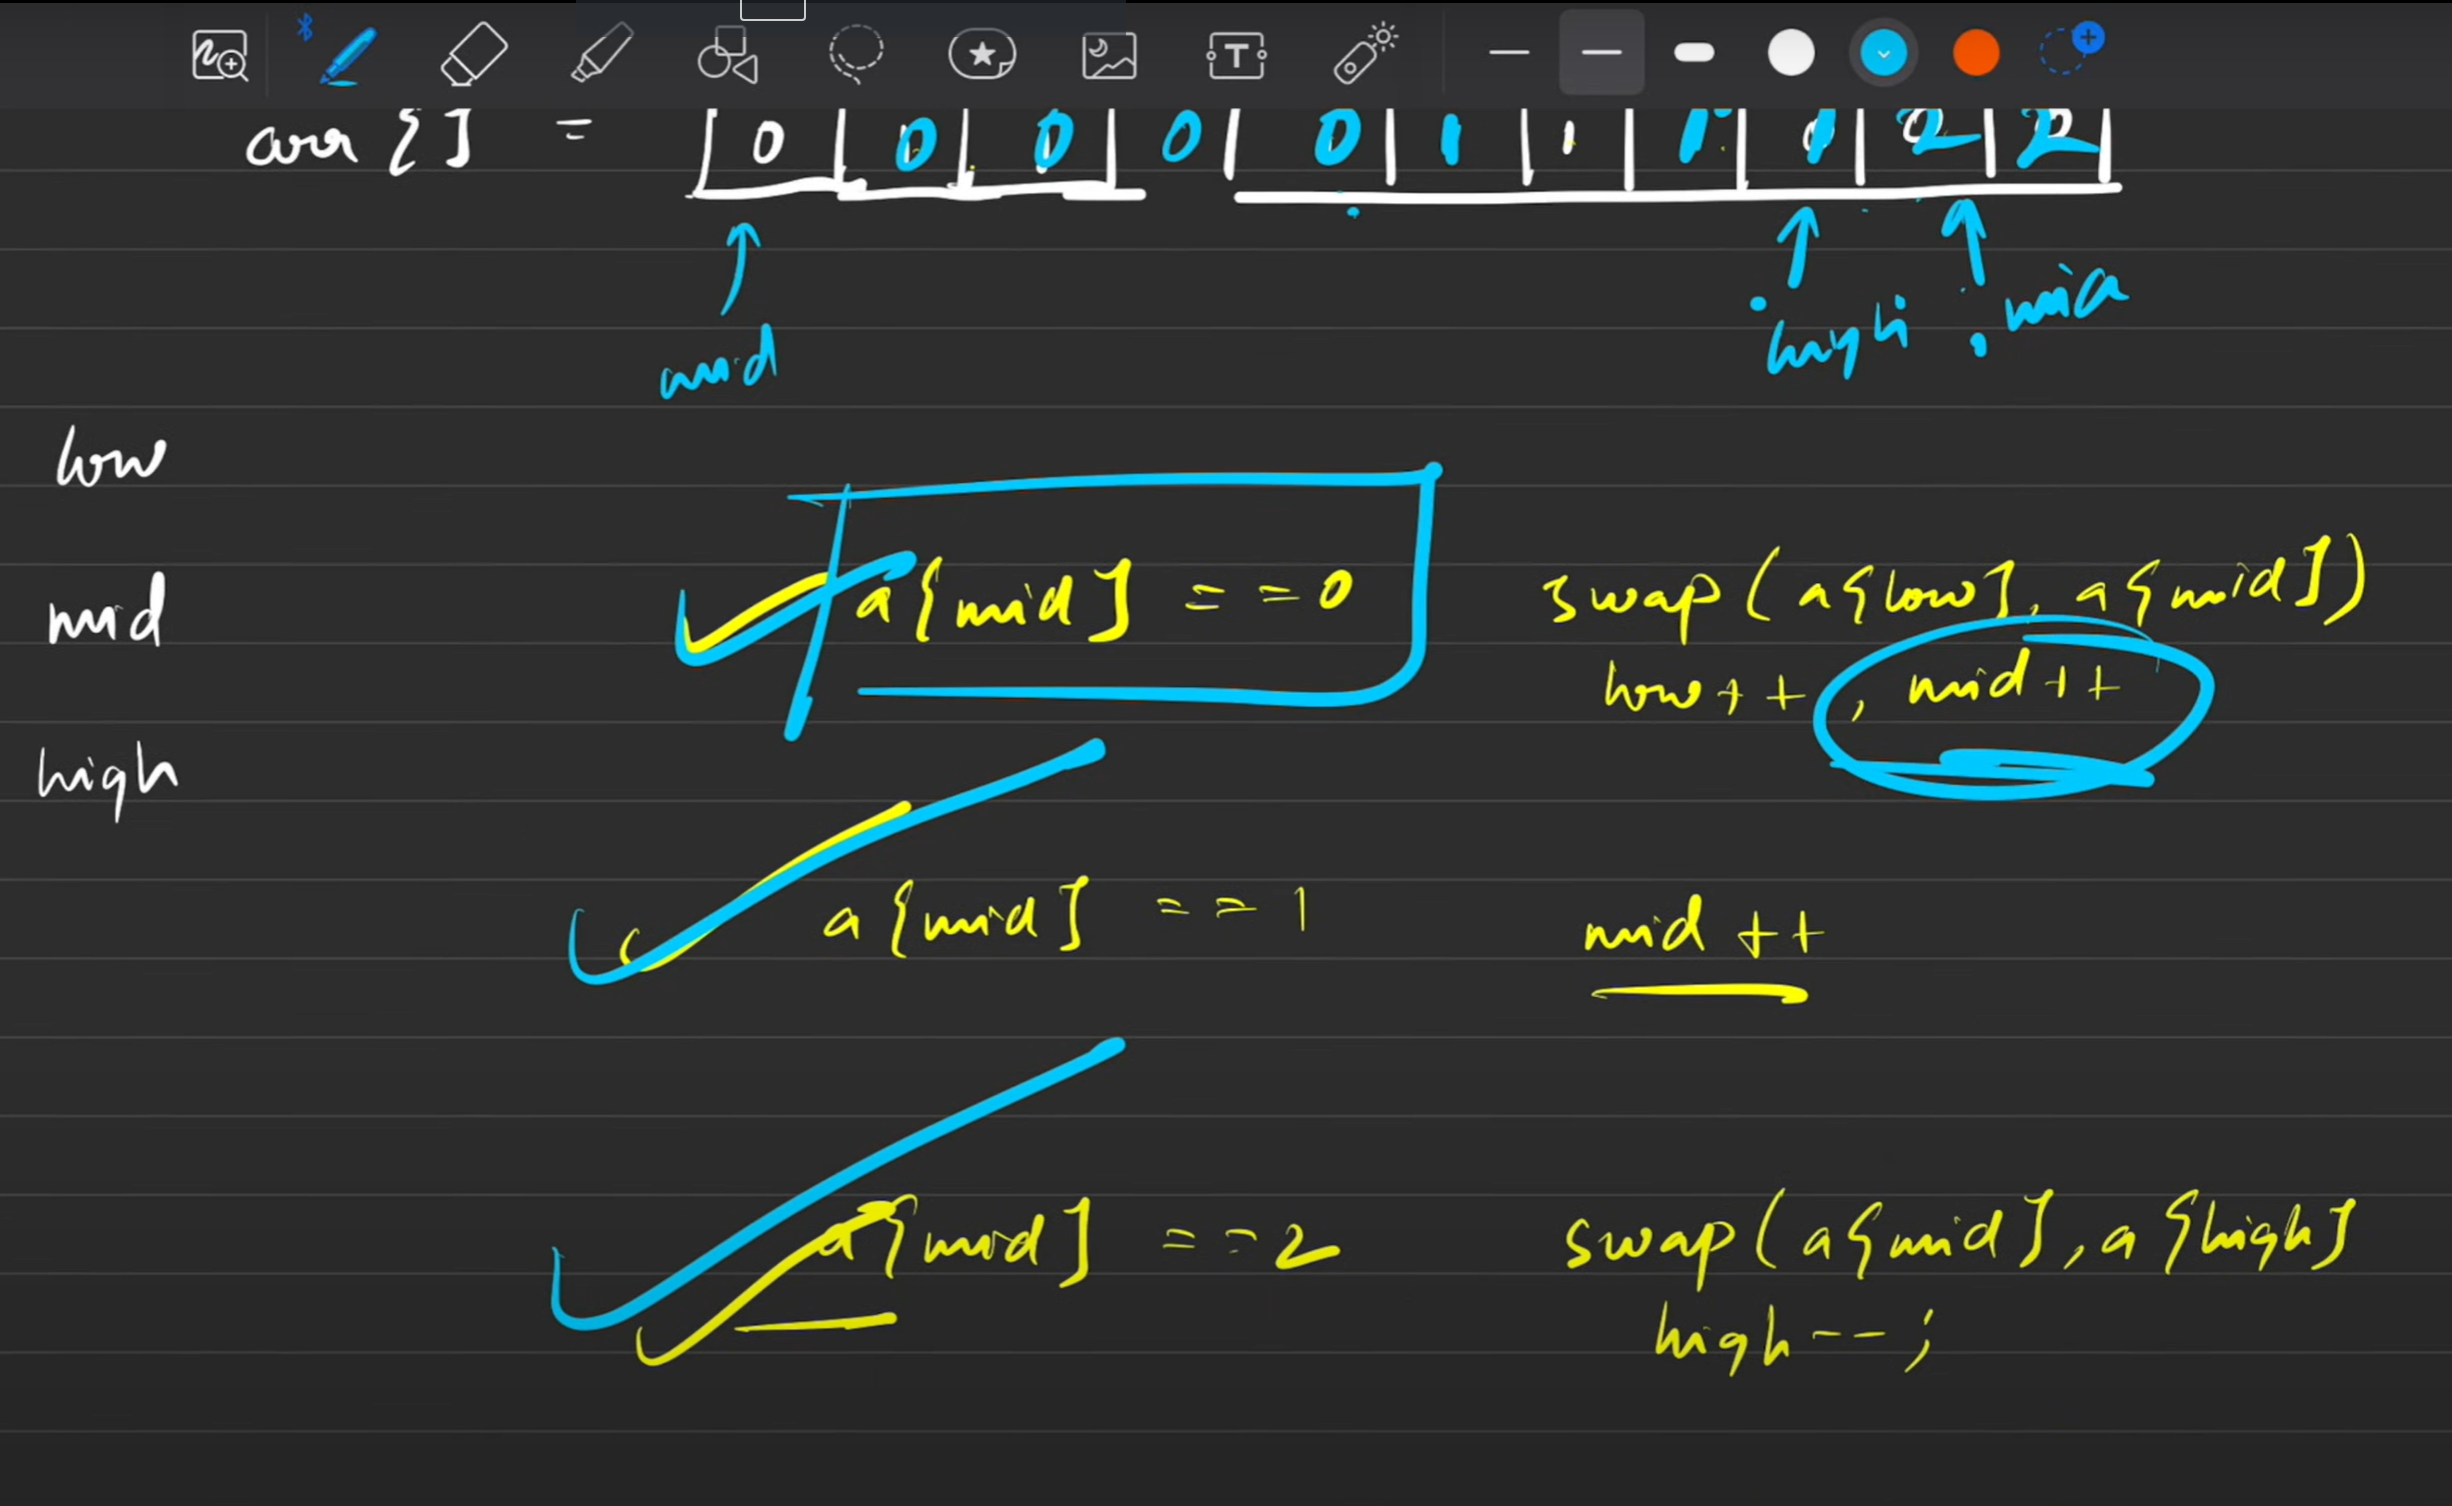 arr [] = 0 0 0 0 0 1 1 1 1 2 2
mid high mid
low
a[mid] == 0 swap(a[low], a[mid])
mid
low++, mid++
high
a[mid] == 1 mid++
a[mid] == 2 swap(a[mid], a[high]
high--;